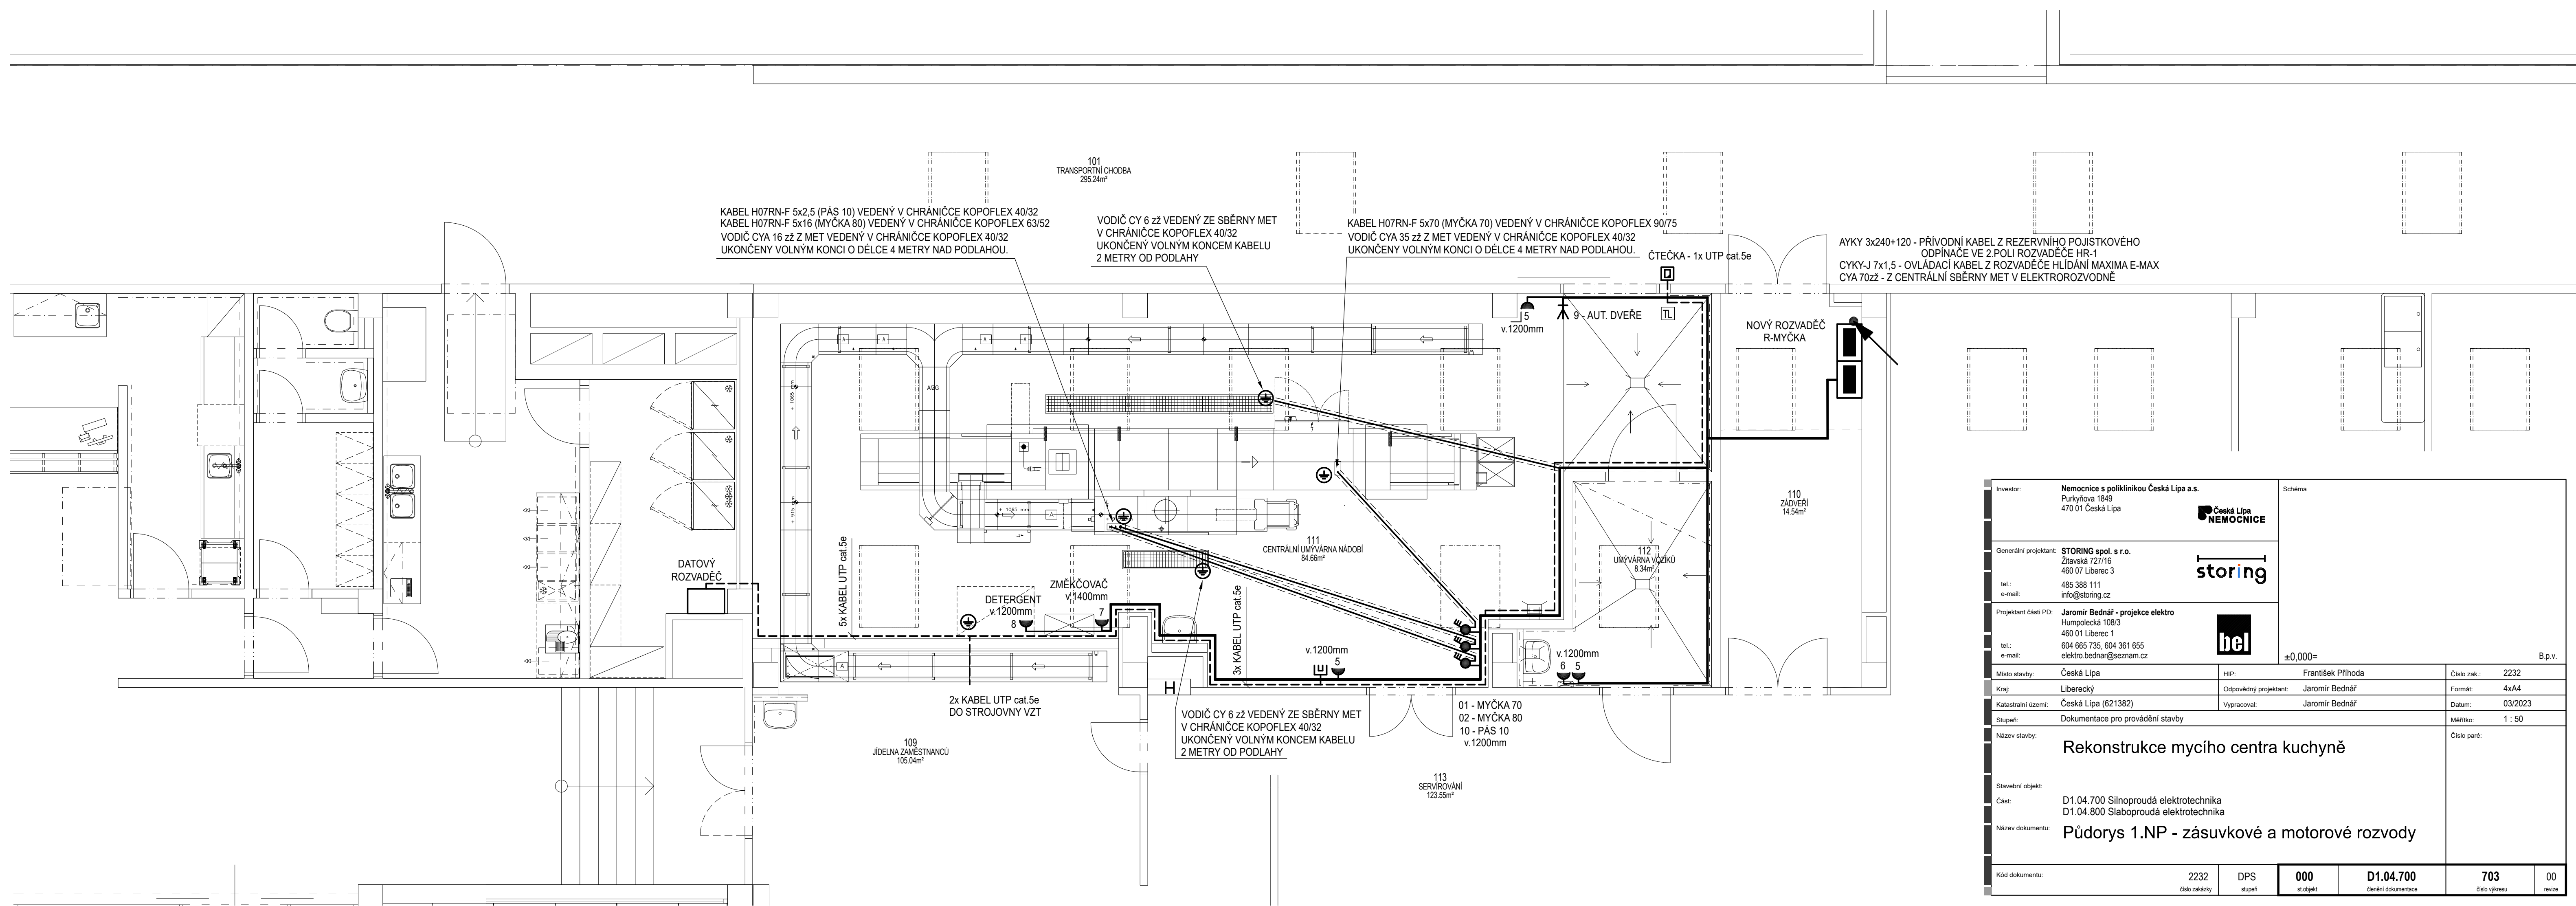 101
TRANSPORTNÍ CHODBA
295.24m²
KABEL H07RN-F 5x2,5 (PÁS 10) VEDENÝ V CHRÁNIČCE KOPOFLEX 40/32
KABEL H07RN-F 5x16 (MYČKA 80) VEDENÝ V CHRÁNIČCE KOPOFLEX 63/52
VODIČ CYA 16 zž Z MET VEDENÝ V CHRÁNIČCE KOPOFLEX 40/32
UKONČENÝ VOLNÝM KONCI O DÉLCE 4 METRY NAD PODLAHOU.
VODIČ CY 6 zž VEDENÝ ZE SBĚRNY MET
V CHRÁNIČCE KOPOFLEX 40/32
UKONČENÝ VOLNÝM KONCEM KABELU
2 METRY OD PODLAHY
KABEL H07RN-F 5x70 (MYČKA 70) VEDENÝ V CHRÁNIČCE KOPOFLEX 90/75
VODIČ CYA 35 zž Z MET VEDENÝ V CHRÁNIČCE KOPOFLEX 40/32
UKONČENY VOLNÝM KONCI O DÉLCE 4 METRY NAD PODLAHOU.
ČTEČKA - 1x UTP cat.5e
AYKY 3x240+120 - PŘÍVODNÍ KABEL Z REZERVNÍHO POJISTKOVÉHO
ODPÍNAČE VE 2.POLI ROZVADĚČE HR-1
CYKY-J 7x1,5 - OVLÁDACÍ KABEL Z ROZVADĚČE HLÍDÁNÍ MAXIMA E-MAX
CYA 70zž - Z CENTRÁLNÍ SBĚRNY MET V ELEKTROROZVODNĚ
5
v.1200mm
9 - AUT. DVEŘE
TL
NOVÝ ROZVADĚČ
R-MYČKA
A
A
A
A
A
A/2G
+ 1065
+ 915 mm
+ 1065 mm
A
110
ZÁDVEŘÍ
14.54m²
111
CENTRÁLNÍ UMÝVÁRNA NÁDOBÍ
84.66m²
112
UMÝVÁRNA VOZÍKŮ
8.34m²
DATOVÝ
ROZVADĚČ
5x KABEL UTP cat.5e
DETERGENT
v.1200mm
8
ZMĚKČOVAČ
v.1400mm
7
3x KABEL UTP cat.5e
v.1200mm
5
v.1200mm
6 5
A
H
2x KABEL UTP cat.5e
DO STROJOVNY VZT
VODIČ CY 6 zž VEDENÝ ZE SBĚRNY MET
V CHRÁNIČCE KOPOFLEX 40/32
UKONČENÝ VOLNÝM KONCEM KABELU
2 METRY OD PODLAHY
01 - MYČKA 70
02 - MYČKA 80
10 - PÁS 10
v.1200mm
109
JÍDELNA ZAMĚSTNANCŮ
105.04m²
113
SERVÍROVÁNÍ
123.55m²
Investor:
Nemocnice s poliklinikou Česká Lípa a.s.
Purkyňova 1849
470 01 Česká Lípa
Česká Lípa
NEMOCNICE
Schéma
Generální projektant:
STORING spol. s r.o.
Žitavská 727/16
460 07 Liberec 3
tel.: 485 388 111
e-mail: info@storing.cz
storing
Projektant části PD:
Jaromír Bednář - projekce elektro
Humpolecká 108/3
460 01 Liberec 1
tel.: 604 665 735, 604 361 655
e-mail: elektro.bednar@seznam.cz
bel
±0,000= B.p.v.
Místo stavby: Česká Lípa HIP: František Příhoda Číslo zak.: 2232
Kraj: Liberecký Odpovědný projektant: Jaromír Bednář Formát: 4xA4
Katastralní území: Česká Lípa (621382) Vypracoval: Jaromír Bednář Datum: 03/2023
Stupeň: Dokumentace pro provádění stavby Měřítko: 1 : 50
Název stavby: Číslo paré:
Rekonstrukce mycího centra kuchyně
Stavební objekt:
Část: D1.04.700 Silnoproudá elektrotechnika
D1.04.800 Slaboproudá elektrotechnika
Název dokumentu: Půdorys 1.NP - zásuvkové a motorové rozvody
Kód dokumentu: 2232 DPS 000 D1.04.700 703 00
číslo zakázky stupeň st.objekt členění dokumentace číslo výkresu revize